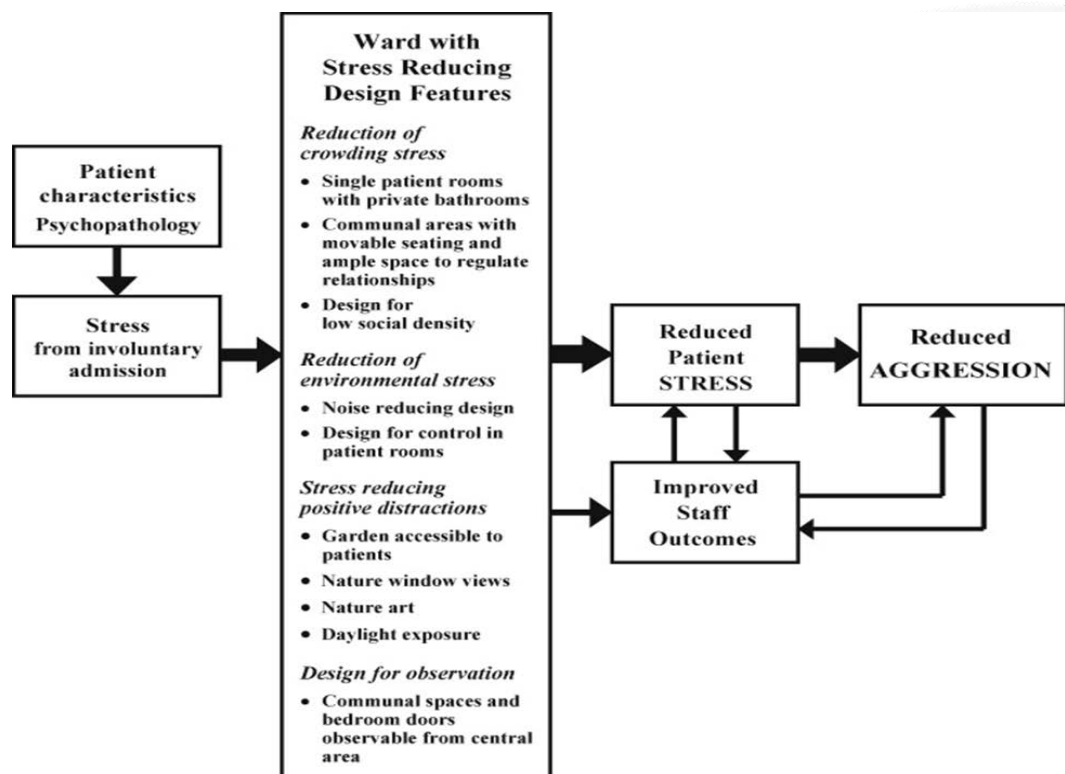 Patient
characteristics
Psychopathology
Stress
from involuntary
admission
Ward with
Stress Reducing
Design Features
Reduction of
crowding stress
• Single patient rooms
with private bathrooms
• Communal areas with
movable seating and
ample space to regulate
relationships
• Design for
low social density
Reduction of
environmental stress
• Noise reducing design
• Design for control in
patient rooms
Stress reducing
positive distractions
• Garden accessible to
patients
• Nature window views
• Nature art
• Daylight exposure
Design for observation
• Communal spaces and
bedroom doors
observable from central
area
Reduced
Patient
STRESS
Improved
Staff
Outcomes
Reduced
AGGRESSION